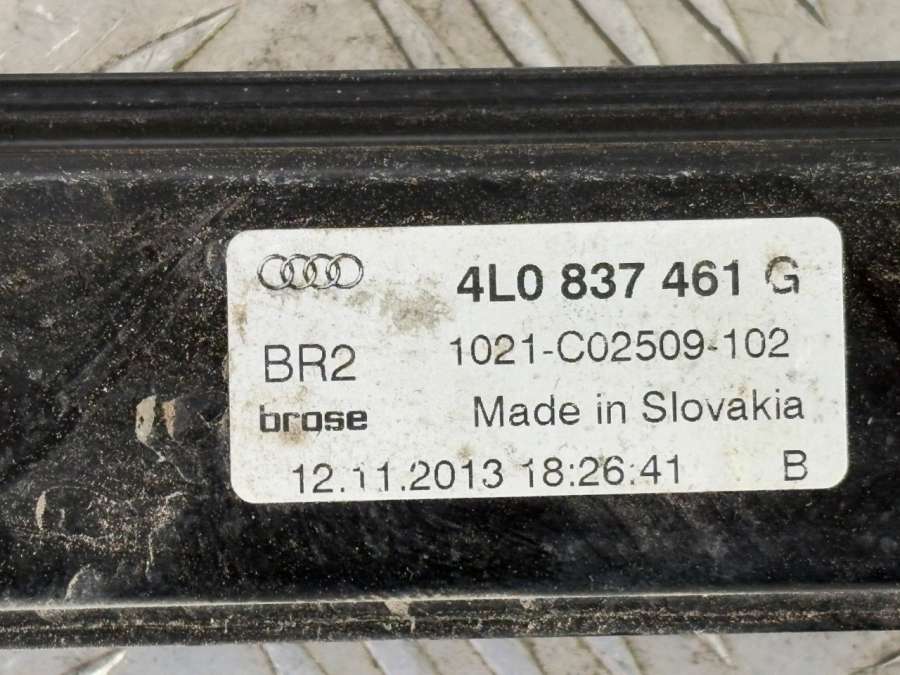 4L0 837 461 G
BR2 1021-C02509-102
brose Made in Slovakia
12.11.2013 18:26:41 B